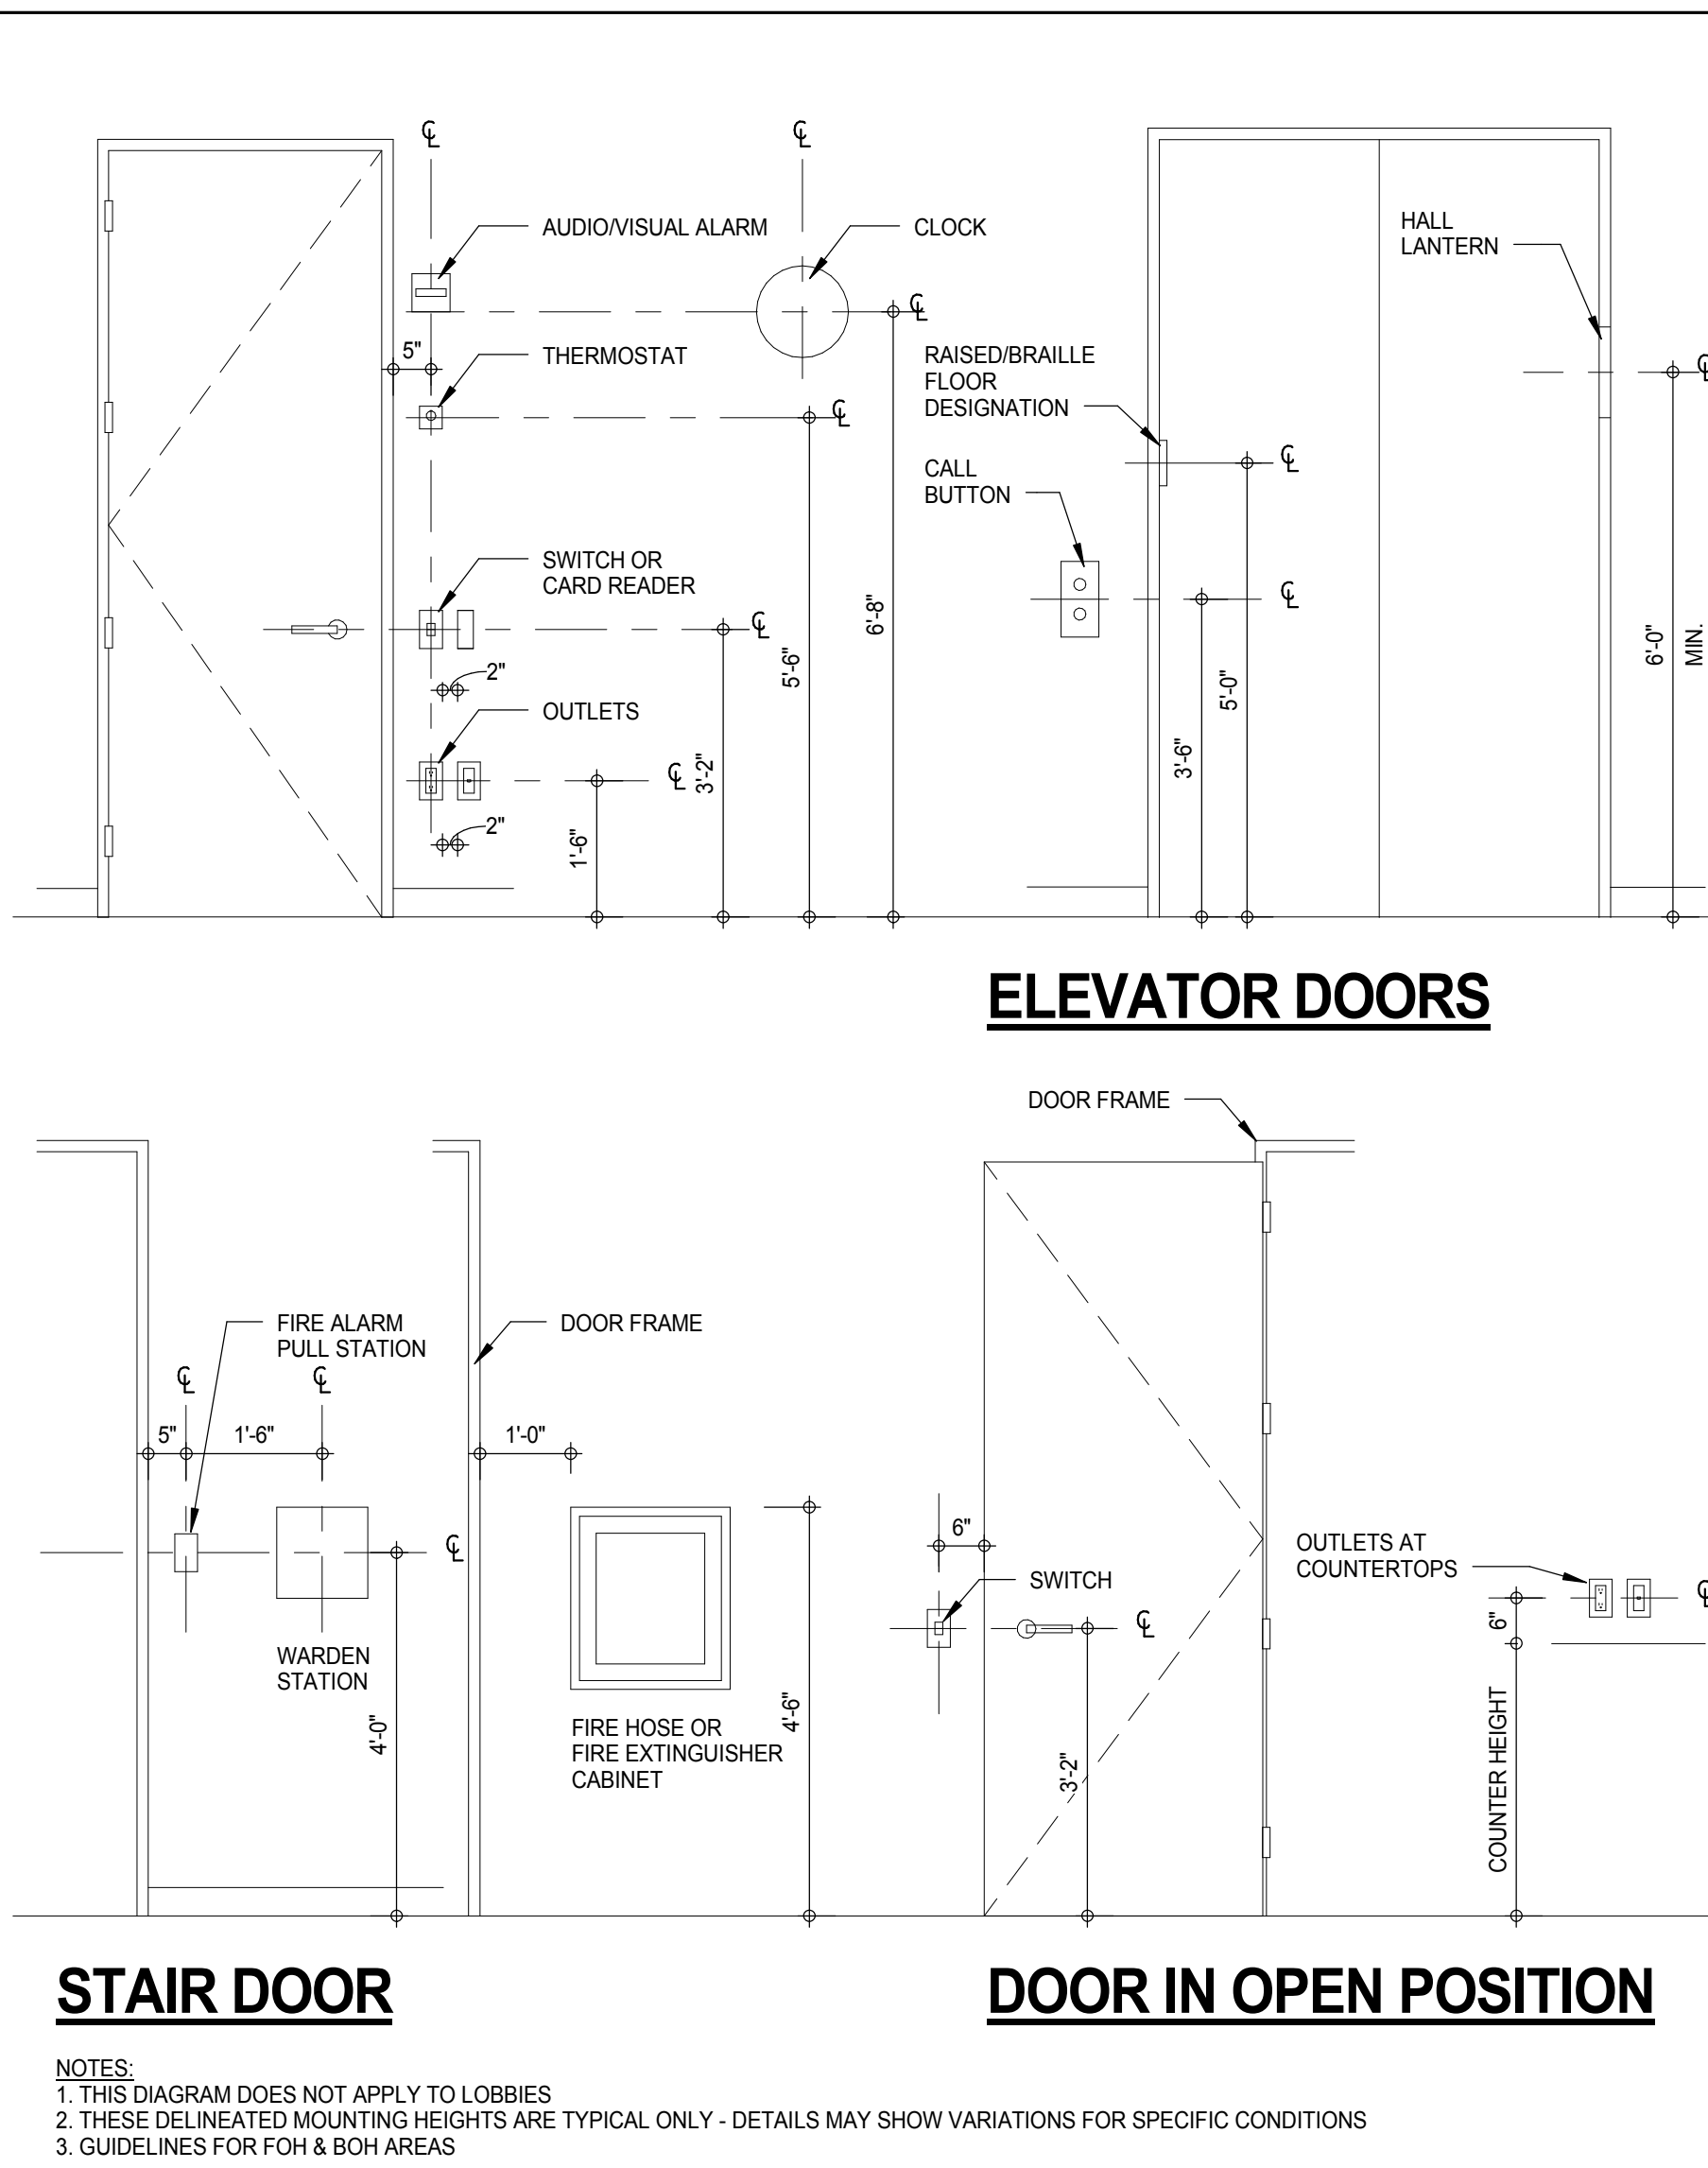 ℄
℄
AUDIO/VISUAL ALARM
CLOCK
℄
5"
THERMOSTAT
℄
SWITCH OR
CARD READER
℄
2"
OUTLETS
℄
2"
1'-6"
3'-2"
5'-6"
6'-8"
HALL
LANTERN
RAISED/BRAILLE
FLOOR
DESIGNATION
℄
CALL
BUTTON
℄
℄
3'-6"
5'-0"
6'-0"
MIN.
ELEVATOR DOORS
FIRE ALARM
PULL STATION
DOOR FRAME
℄
℄
5"
1'-6"
1'-0"
℄
WARDEN
STATION
4'-0"
FIRE HOSE OR
FIRE EXTINGUISHER
CABINET
4'-6"
STAIR DOOR
DOOR FRAME
6"
SWITCH
℄
3'-2"
OUTLETS AT
COUNTERTOPS
℄
6"
COUNTER HEIGHT
DOOR IN OPEN POSITION
NOTES:
1. THIS DIAGRAM DOES NOT APPLY TO LOBBIES
2. THESE DELINEATED MOUNTING HEIGHTS ARE TYPICAL ONLY - DETAILS MAY SHOW VARIATIONS FOR SPECIFIC CONDITIONS
3. GUIDELINES FOR FOH & BOH AREAS